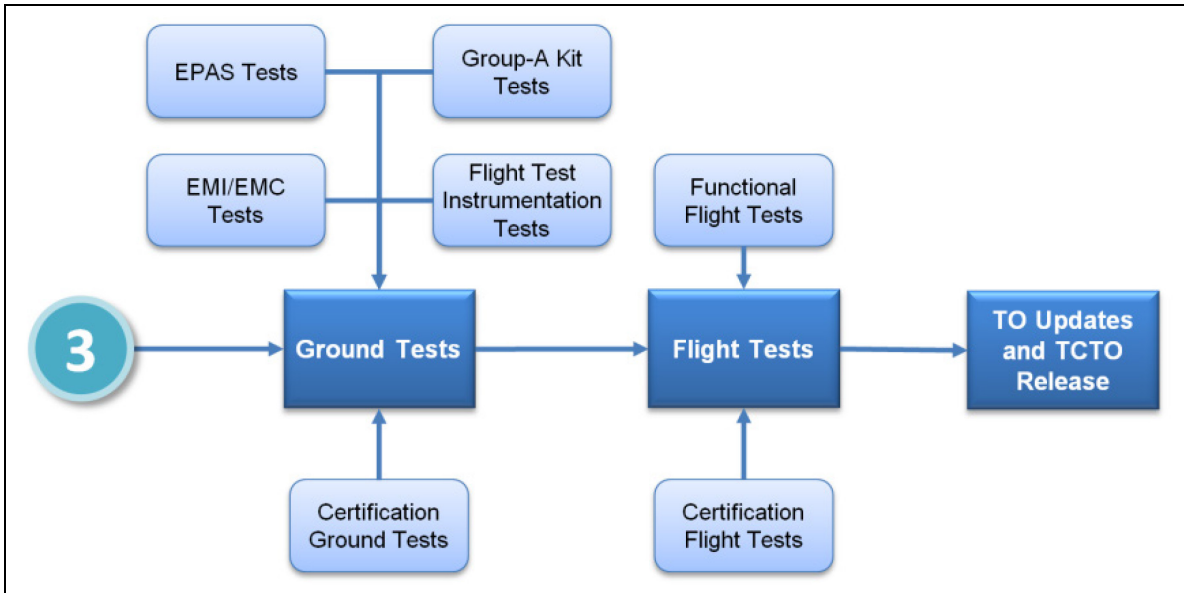 EPAS Tests
Group-A Kit
Tests
EMI/EMC
Tests
Flight Test
Instrumentation
Tests
Functional
Flight Tests
3
Ground Tests
Flight Tests
TO Updates
and TCTO
Release
Certification
Ground Tests
Certification
Flight Tests